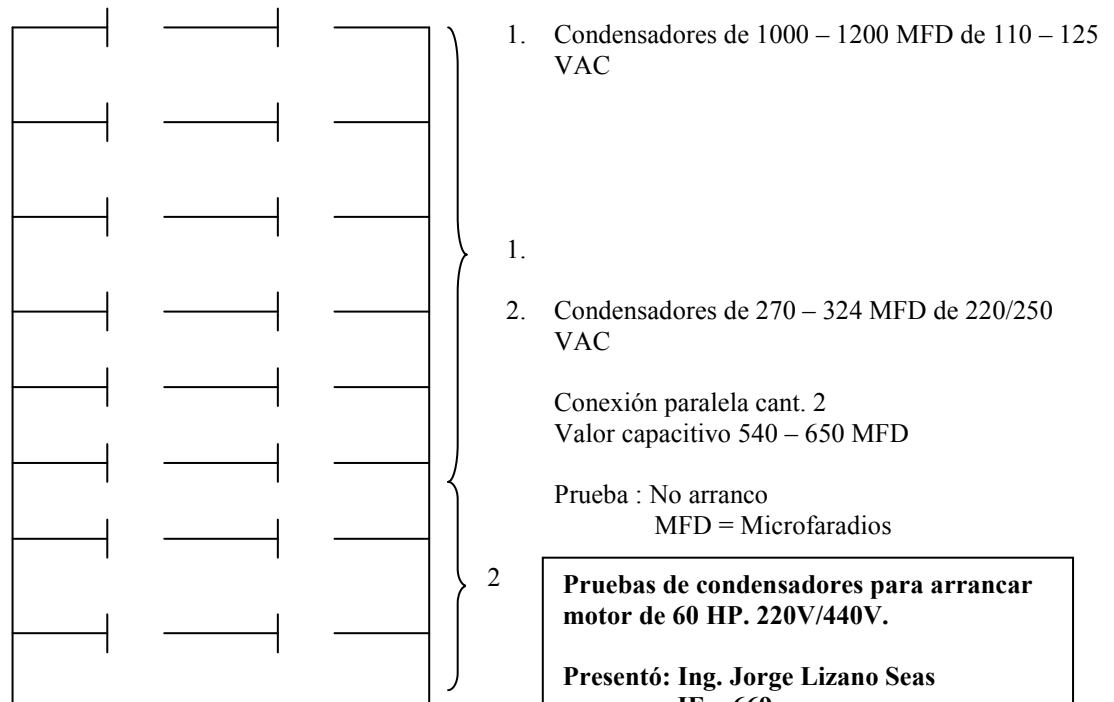 1. Condensadores de 1000 – 1200 MFD de 110 – 125
VAC
1.
2. Condensadores de 270 – 324 MFD de 220/250
VAC
Conexión paralela cant. 2
Valor capacitivo 540 – 650 MFD
Prueba : No arranco
MFD = Microfaradios
2
Pruebas de condensadores para arrancar
motor de 60 HP. 220V/440V.
Presentó: Ing. Jorge Lizano Seas